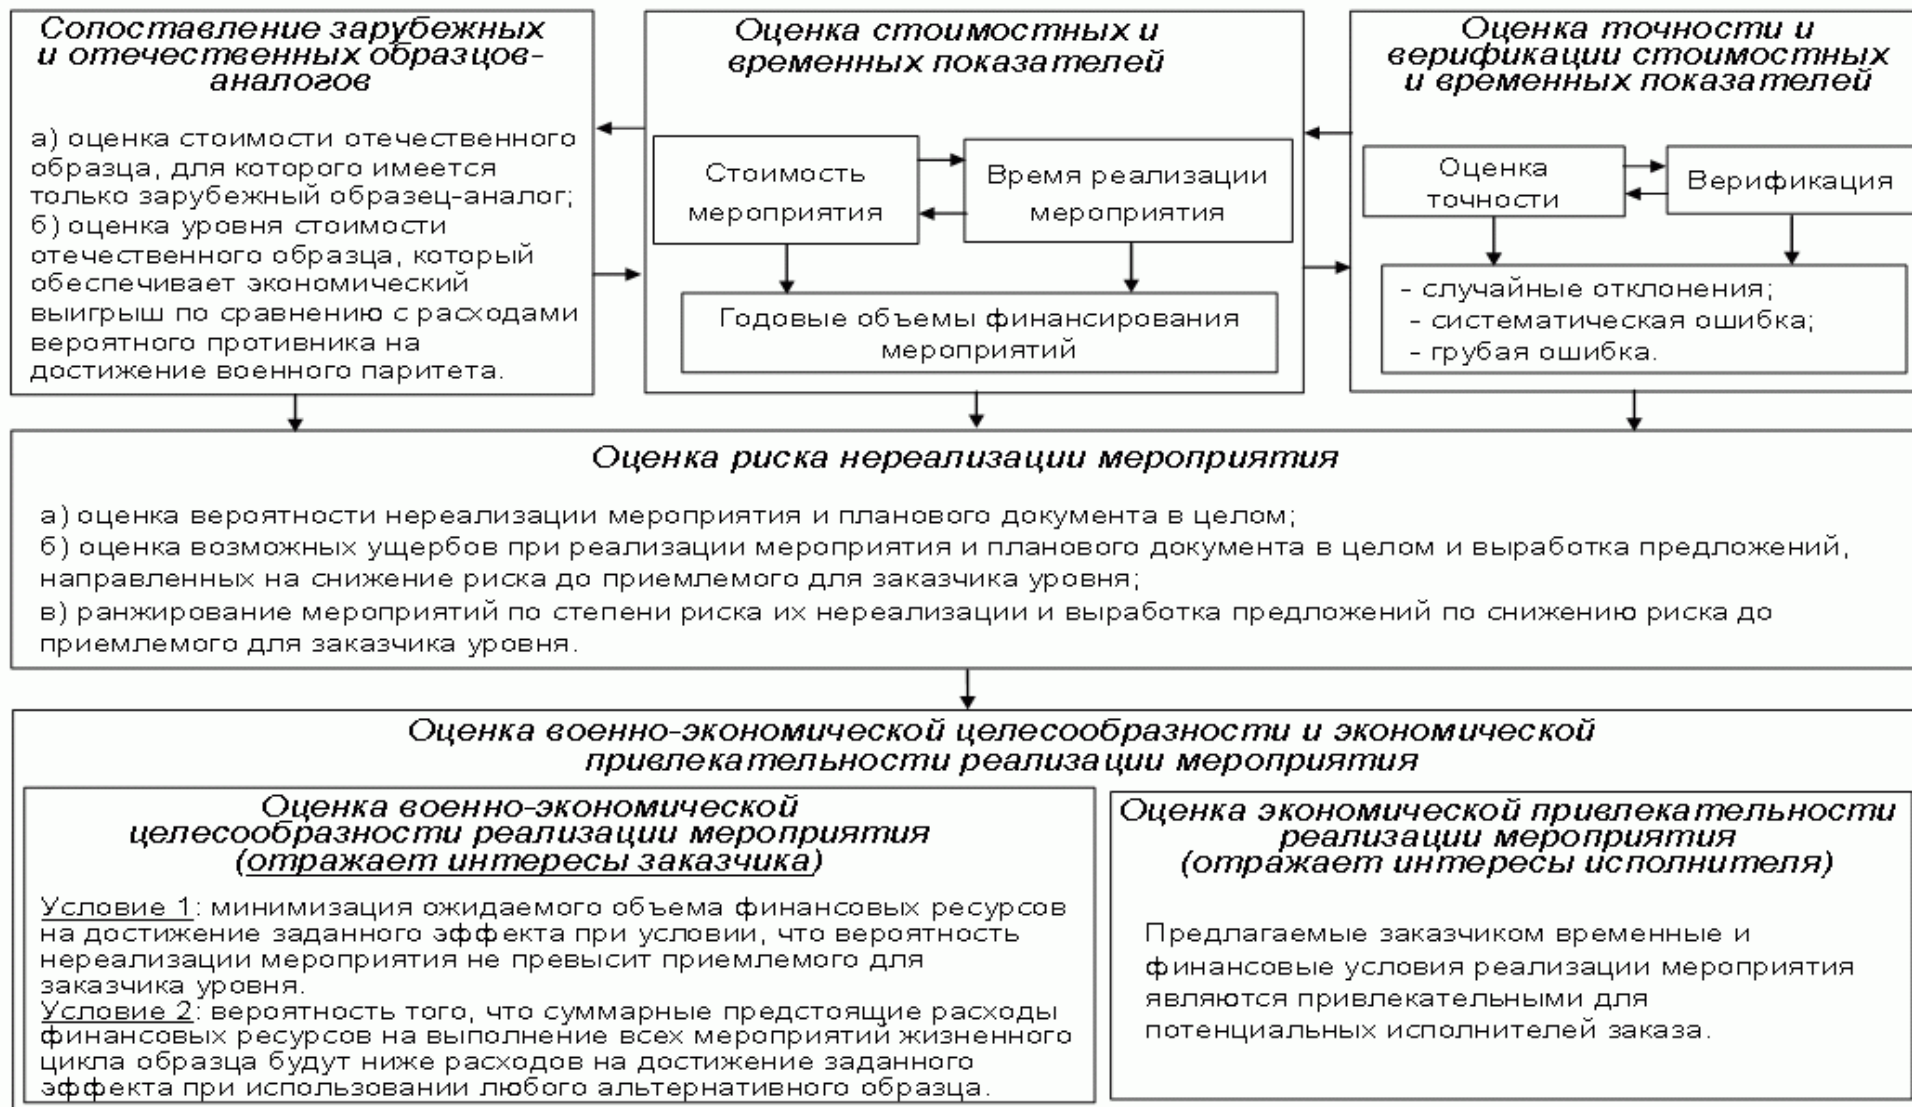 Сопоставление зарубежных
и отечественных образцов-
аналогов
а) оценка стоимости отечественного
образца, для которого имеется
только зарубежный образец-аналог;
б) оценка уровня стоимости
отечественного образца, который
обеспечивает экономический
выигрыш по сравнению с расходами
вероятного противника на
достижение военного паритета.
Оценка стоимостных и
временных показателей
Стоимость
мероприятия
Время реализации
мероприятия
Годовые объемы финансирования
мероприятий
Оценка точности и
верификации стоимостных
и временных показателей
Оценка
точности
Верификация
- случайные отклонения;
- систематическая ошибка;
- грубая ошибка.
Оценка риска нереализации мероприятия
а) оценка вероятности нереализации мероприятия и планового документа в целом;
б) оценка возможных ущербов при реализации мероприятия и планового документа в целом и выработка предложений,
направленных на снижение риска до приемлемого для заказчика уровня;
в) ранжирование мероприятий по степени риска их нереализации и выработка предложений по снижению риска до
приемлемого для заказчика уровня.
Оценка военно-экономической целесообразности и экономической
привлекательности реализации мероприятия
Оценка военно-экономической
целесообразности реализации мероприятия
(отражает интересы заказчика)
Условие 1: минимизация ожидаемого объема финансовых ресурсов
на достижение заданного эффекта при условии, что вероятность
нереализации мероприятия не превысит приемлемого для
заказчика уровня.
Условие 2: вероятность того, что суммарные предстоящие расходы
финансовых ресурсов на выполнение всех мероприятий жизненного
цикла образца будут ниже расходов на достижение заданного
эффекта при использовании любого альтернативного образца.
Оценка экономической привлекательности
реализации мероприятия
(отражает интересы исполнителя)
Предлагаемые заказчиком временные и
финансовые условия реализации мероприятия
являются привлекательными для
потенциальных исполнителей заказа.